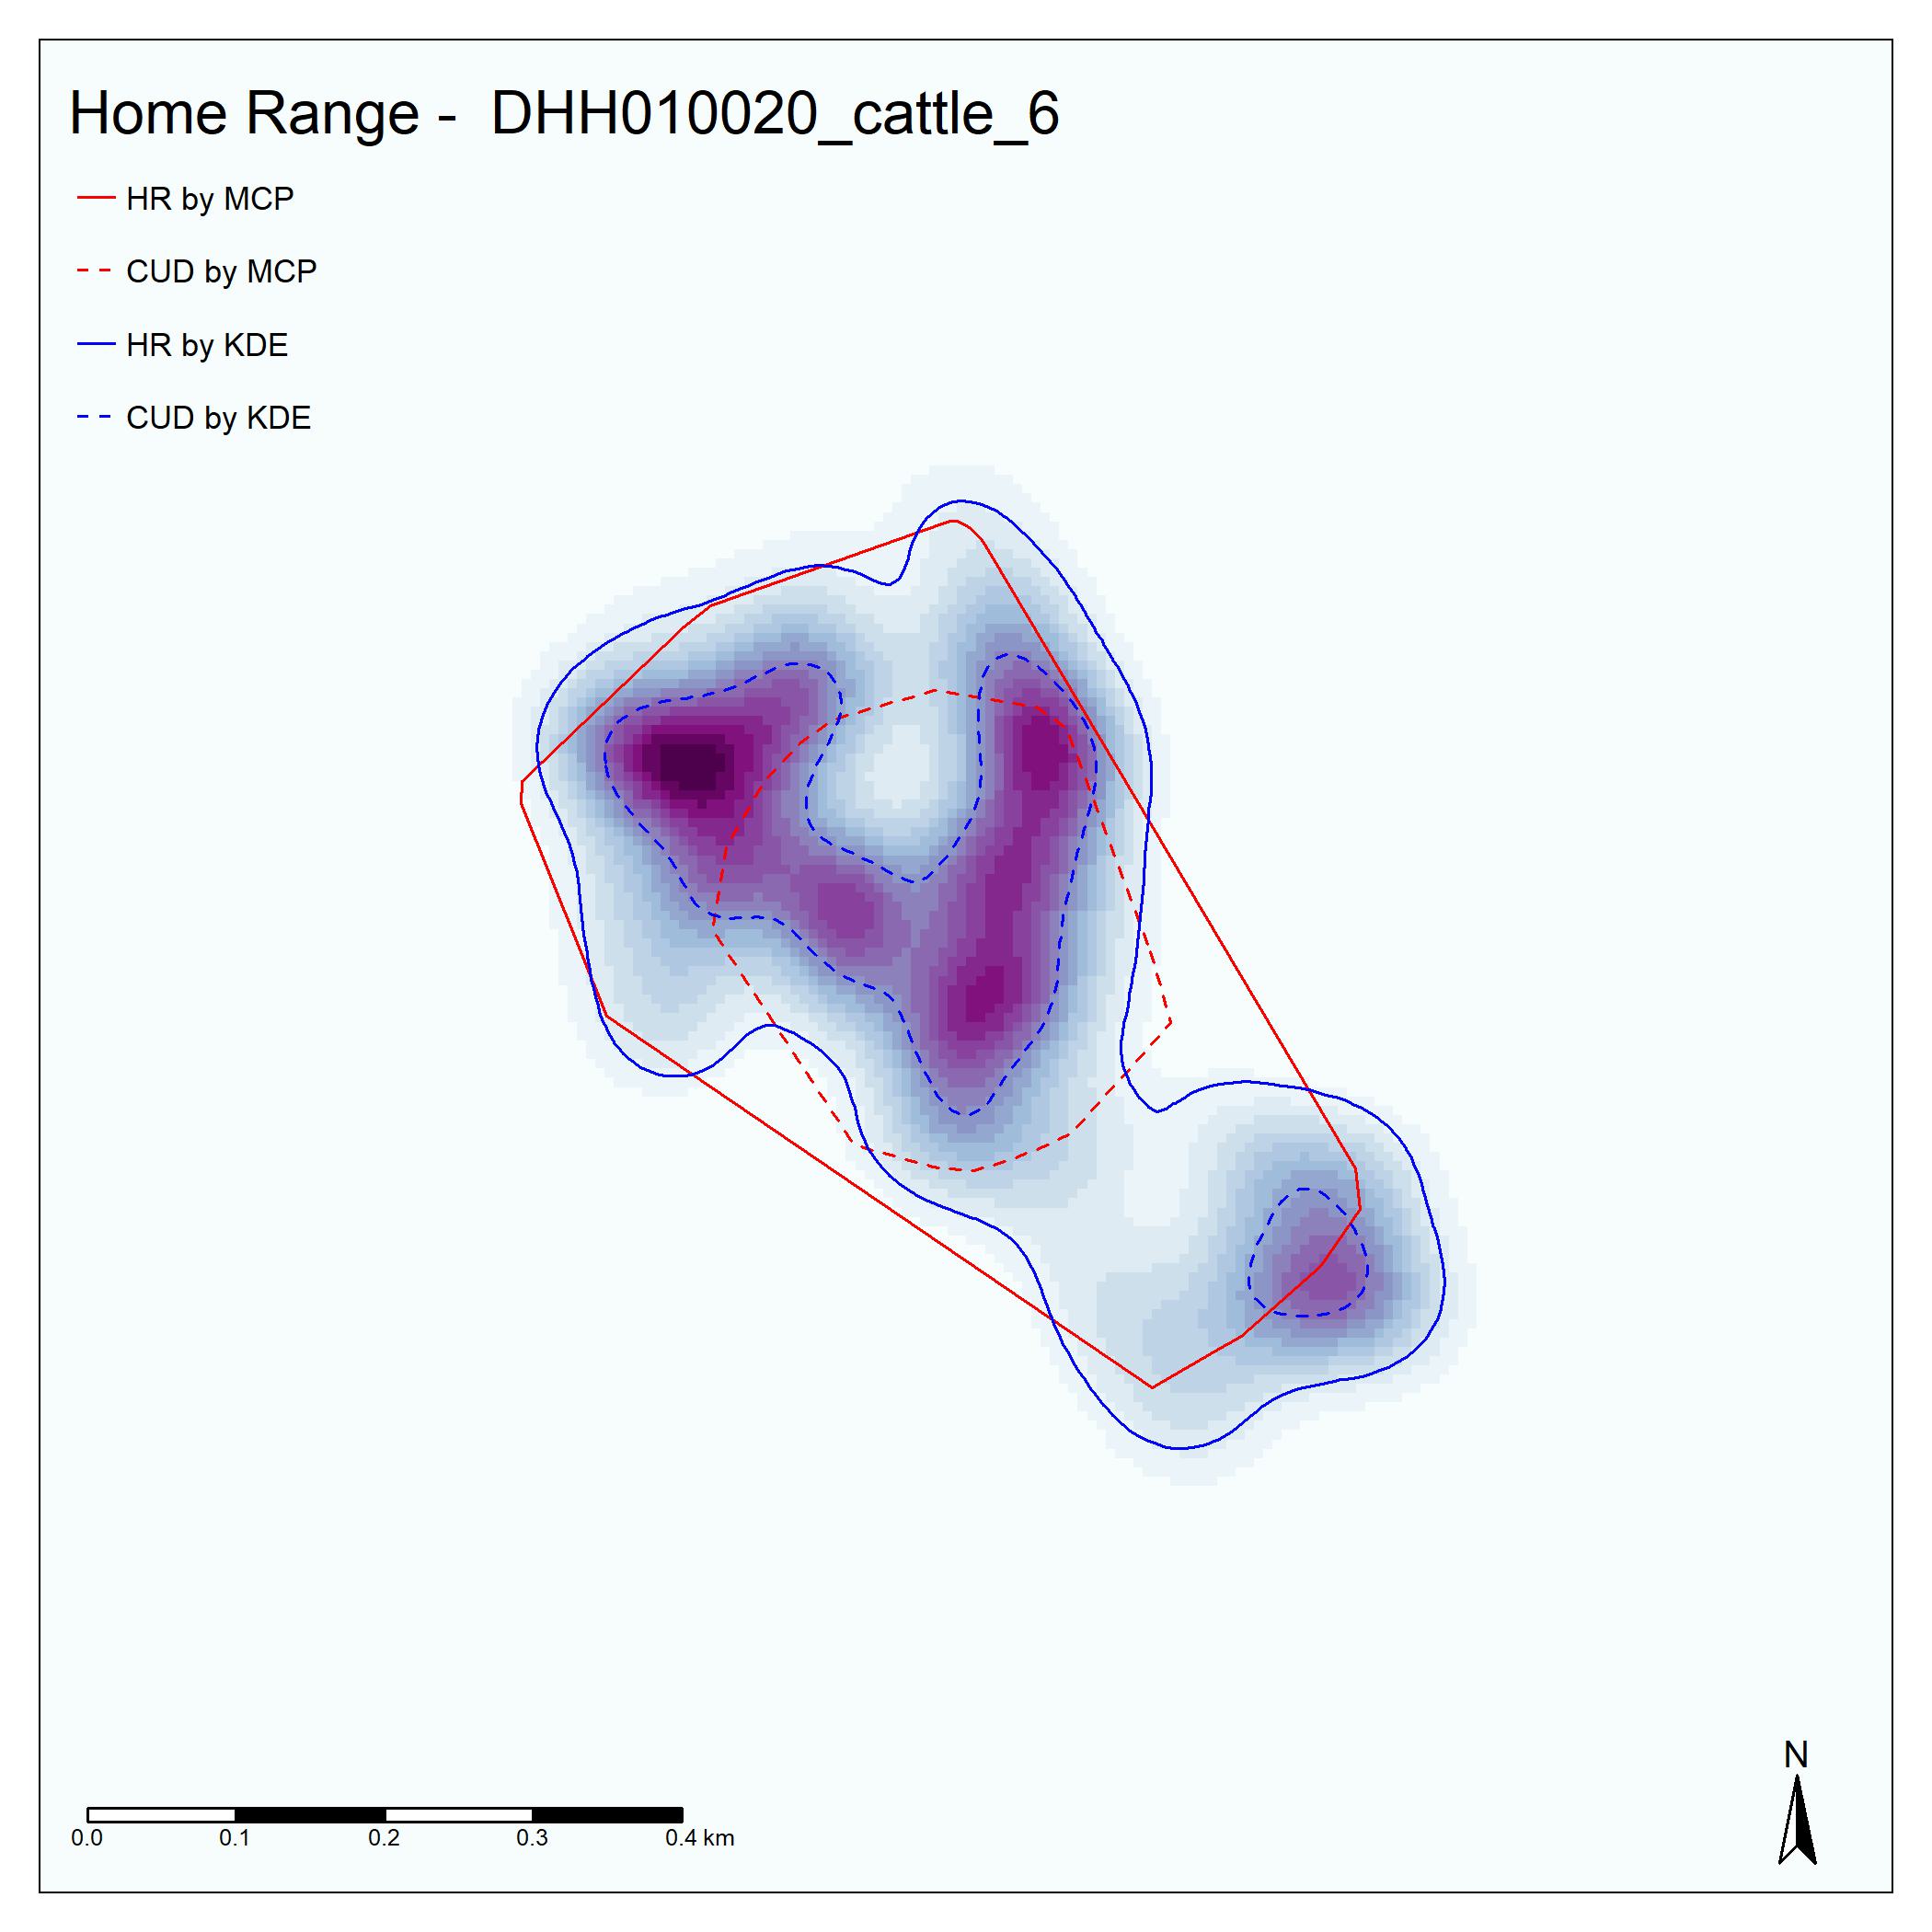 Home Range -  DHH010020_cattle_6
HR by MCP
CUD by MCP
HR by KDE
CUD by KDE
N
0.0 0.1 0.2 0.3 0.4 km